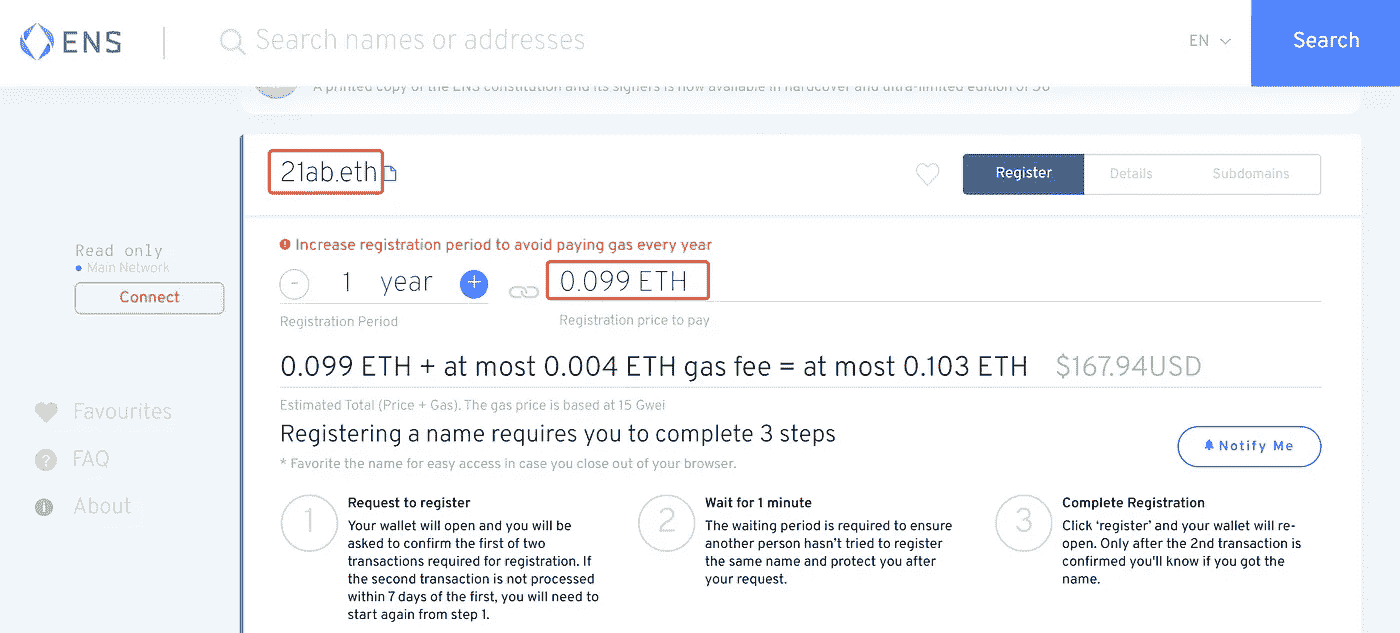 ENS
Search names or addresses
EN
Search
A printed copy of the ENS constitution and its signers is now available in hardcover and ultra-limited edition of 50
21ab.eth
Register
Details
Subdomains
Increase registration period to avoid paying gas every year
Read only
Main Network
Connect
- 1 year +
0.099 ETH
Registration Period
Registration price to pay
0.099 ETH + at most 0.004 ETH gas fee = at most 0.103 ETH
$167.94USD
Estimated Total (Price + Gas). The gas price is based at 15 Gwei
Favourites
FAQ
About
Registering a name requires you to complete 3 steps
* Favorite the name for easy access in case you close out of your browser.
Notify Me
1
Request to register
Your wallet will open and you will be
asked to confirm the first of two
transactions required for registration. If
the second transaction is not processed
within 7 days of the first, you will need to
start again from step 1.
2
Wait for 1 minute
The waiting period is required to ensure
another person hasn't tried to register
the same name and protect you after
your request.
3
Complete Registration
Click ‘register’ and your wallet will re-
open. Only after the 2nd transaction is
confirmed you'll know if you got the
name.